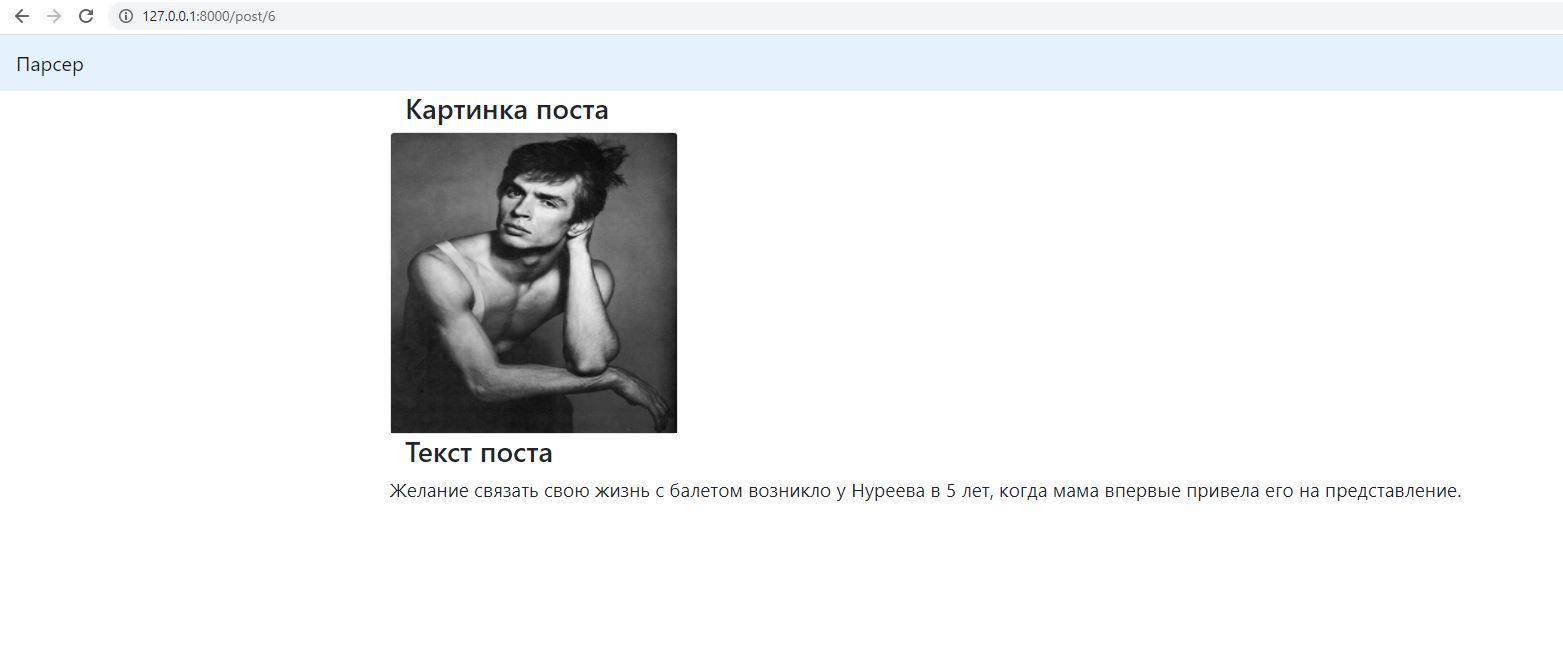 127.0.0.1:8000/post/6
Парсер
Картинка поста
Текст поста
Желание связать свою жизнь с балетом возникло у Нуреева в 5 лет, когда мама впервые привела его на представление.